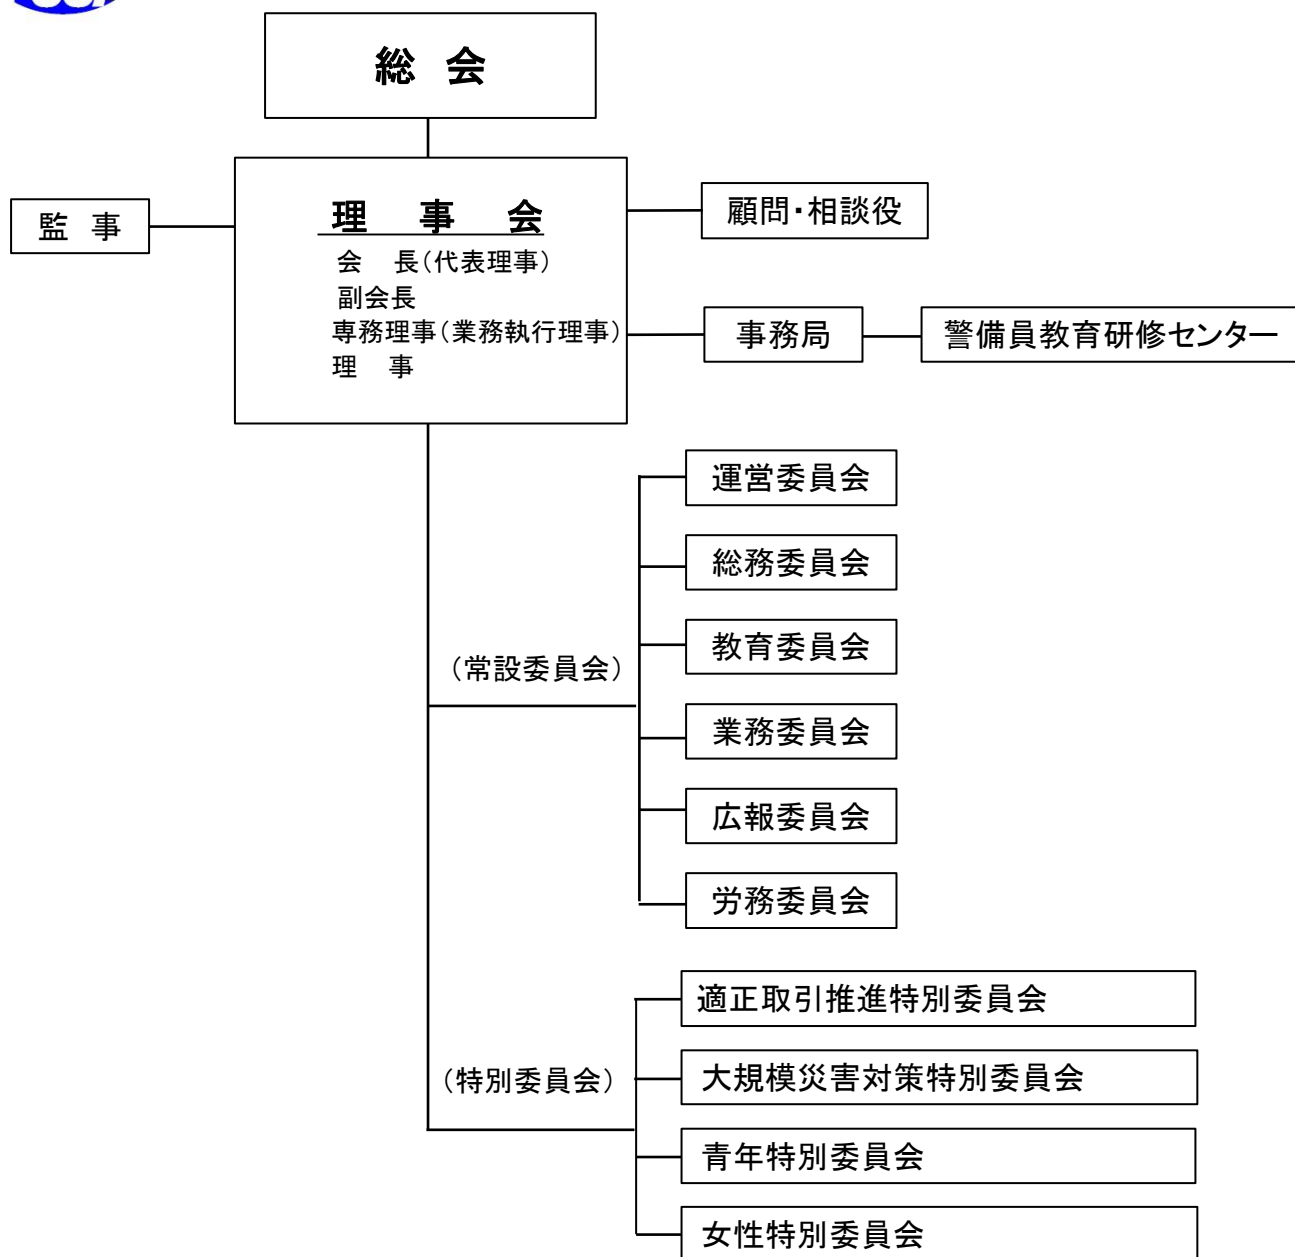 総 会
理 事 会
会 長(代表理事)
副会長
専務理事(業務執行理事)
理 事
監 事
顧問・相談役
事務局
警備員教育研修センター
(常設委員会)
運営委員会
総務委員会
教育委員会
業務委員会
広報委員会
労務委員会
(特別委員会)
適正取引推進特別委員会
大規模災害対策特別委員会
青年特別委員会
女性特別委員会